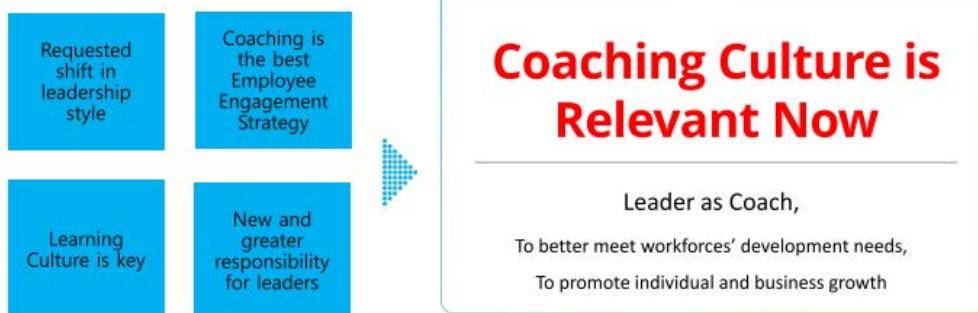 Requested
shift in
leadership
style
Coaching is
the best
Employee
Engagement
Strategy
Learning
Culture is key
New and
greater
responsibility
for leaders
Coaching Culture is
Relevant Now
Leader as Coach,
To better meet workforces’ development needs,
To promote individual and business growth